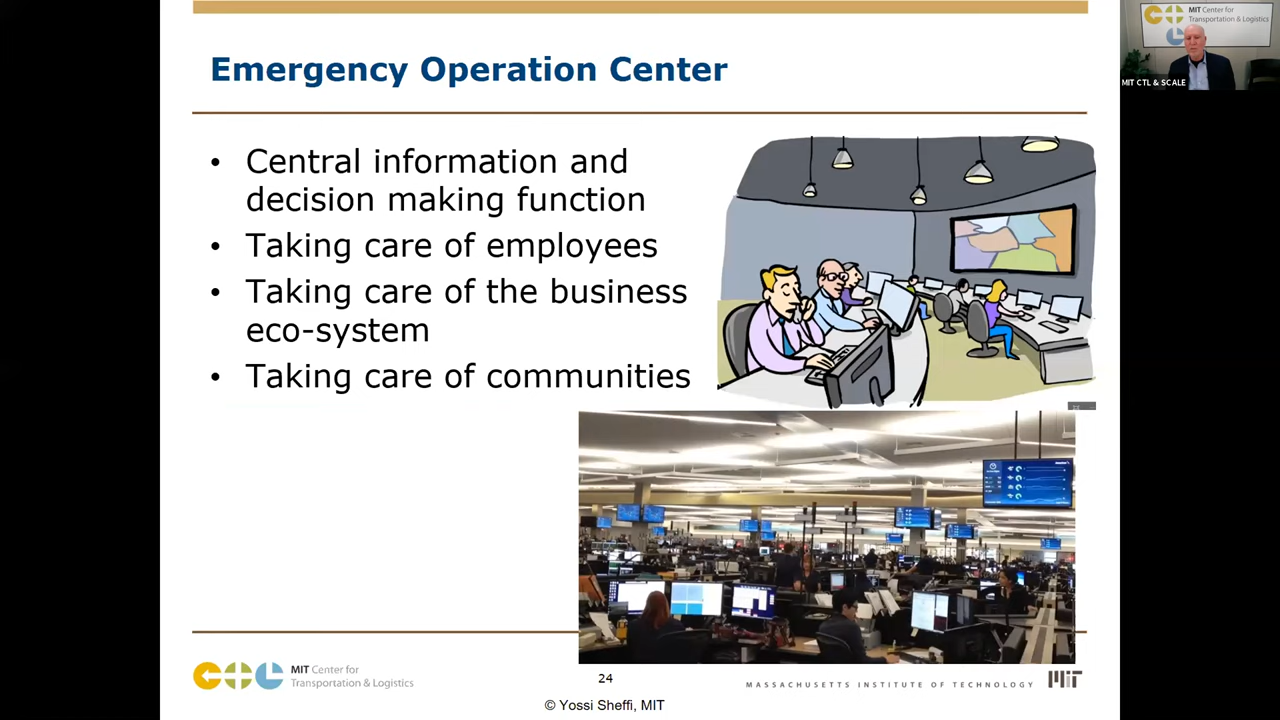 Emergency Operation Center
• Central information and
decision making function
• Taking care of employees
• Taking care of the business
eco-system
• Taking care of communities
MIT Center for
Transportation & Logistics
24
MASSACHUSETTS INSTITUTE OF TECHNOLOGY
MIT
© Yossi Sheffi, MIT
MIT Center for
Transportation & Logistics
MIT CTL & SCALE